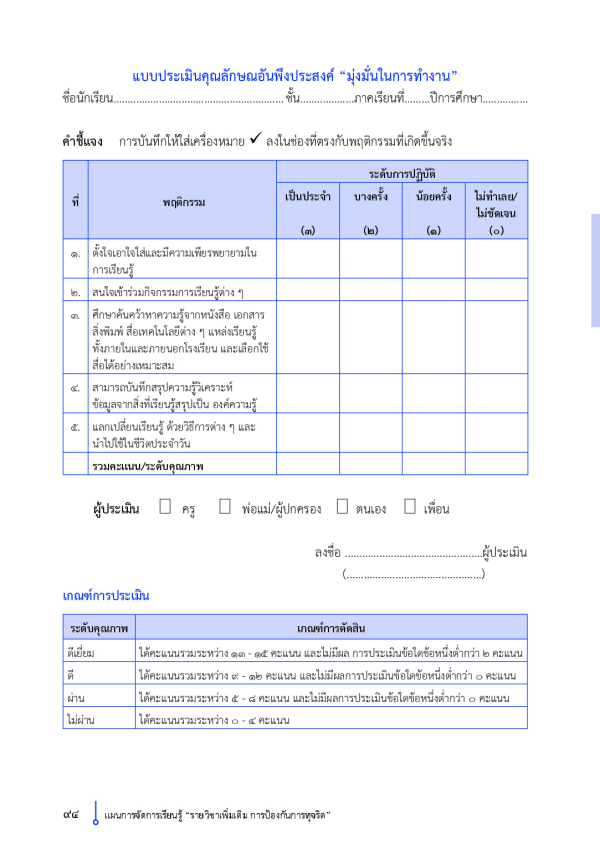 แบบประเมินคุณลักษณอันพึงประสงค์ “มุ่งมั่นในการทำงาน”
ชื่อนักเรียน............................................................ ชั้น...................ภาคเรียนที่.........ปีการศึกษา................
คำชี้แจง การบันทึกให้ใส่เครื่องหมาย ✓ ลงในช่องที่ตรงกับพฤติกรรมที่เกิดขึ้นจริง
ที่ พฤติกรรม ระดับการปฏิบัติ
เป็นประจำ บางครั้ง น้อยครั้ง ไม่ทำเลย/
ไม่ชัดเจน
(๓) (๒) (๑) (๐)
๑. ตั้งใจเอาใจใส่และมีความเพียรพยายามใน
การเรียนรู้
๒. สนใจเข้าร่วมกิจกรรมการเรียนรู้ต่าง ๆ
๓. ศึกษาค้นคว้าหาความรู้จากหนังสือ เอกสาร
สิ่งพิมพ์ สื่อเทคโนโลยีต่าง ๆ แหล่งเรียนรู้
ทั้งภายในและภายนอกโรงเรียน และเลือกใช้
สื่อได้อย่างเหมาะสม
๔. สามารถบันทึกสรุปความรู้วิเคราะห์
ข้อมูลจากสิ่งที่เรียนรู้สรุปเป็น องค์ความรู้
๕. แลกเปลี่ยนเรียนรู้ ด้วยวิธีการต่าง ๆ และ
นำไปใช้ในชีวิตประจำวัน
รวมคะแนน/ระดับคุณภาพ
ผู้ประเมิน ☐ ครู ☐ พ่อแม่/ผู้ปกครอง ☐ ตนเอง ☐ เพื่อน
ลงชื่อ ................................................ผู้ประเมิน
(...............................................)
เกณฑ์การประเมิน
ระดับคุณภาพ เกณฑ์การตัดสิน
ดีเยี่ยม ได้คะแนนรวมระหว่าง ๑๓ - ๑๕ คะแนน และไม่มีผล การประเมินข้อใดข้อหนึ่งต่ำกว่า ๒ คะแนน
ดี ได้คะแนนรวมระหว่าง ๙ - ๑๒ คะแนน และไม่มีผลการประเมินข้อใดข้อหนึ่งต่ำกว่า ๐ คะแนน
ผ่าน ได้คะแนนรวมระหว่าง ๕ - ๘ คะแนน และไม่มีผลการประเมินข้อใดข้อหนึ่งต่ำกว่า ๐ คะแนน
ไม่ผ่าน ได้คะแนนรวมระหว่าง ๐ - ๔ คะแนน
๙๔ แผนการจัดการเรียนรู้ “รายวิชาเพิ่มเติม การป้องกันการทุจริต”